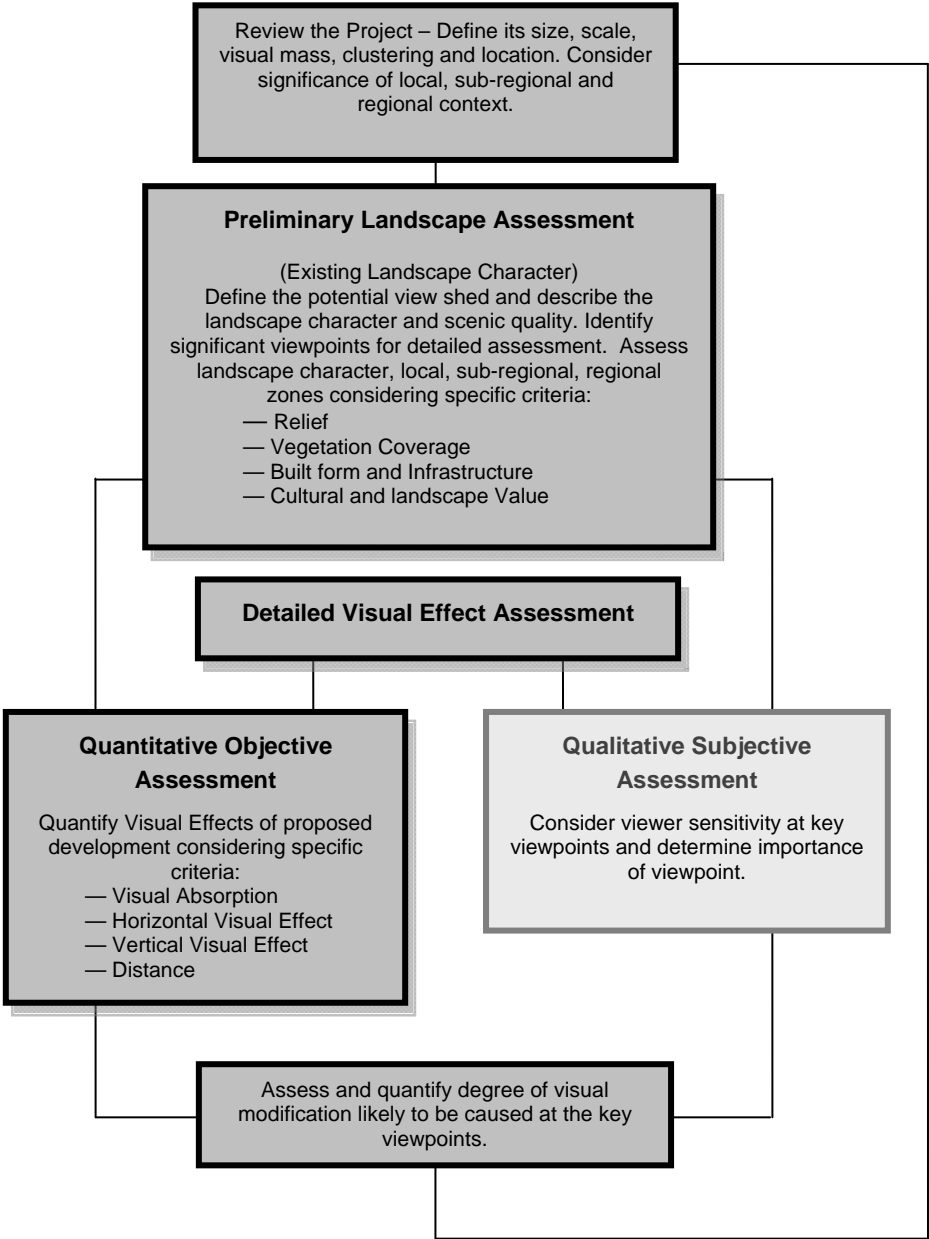 Review the Project – Define its size, scale,
visual mass, clustering and location. Consider
significance of local, sub-regional and
regional context.
Preliminary Landscape Assessment
(Existing Landscape Character)
Define the potential view shed and describe the
landscape character and scenic quality. Identify
significant viewpoints for detailed assessment. Assess
landscape character, local, sub-regional, regional
zones considering specific criteria:
— Relief
— Vegetation Coverage
— Built form and Infrastructure
— Cultural and landscape Value
Detailed Visual Effect Assessment
Quantitative Objective
Assessment
Quantify Visual Effects of proposed
development considering specific
criteria:
— Visual Absorption
— Horizontal Visual Effect
— Vertical Visual Effect
— Distance
Qualitative Subjective
Assessment
Consider viewer sensitivity at key
viewpoints and determine importance
of viewpoint.
Assess and quantify degree of visual
modification likely to be caused at the key
viewpoints.